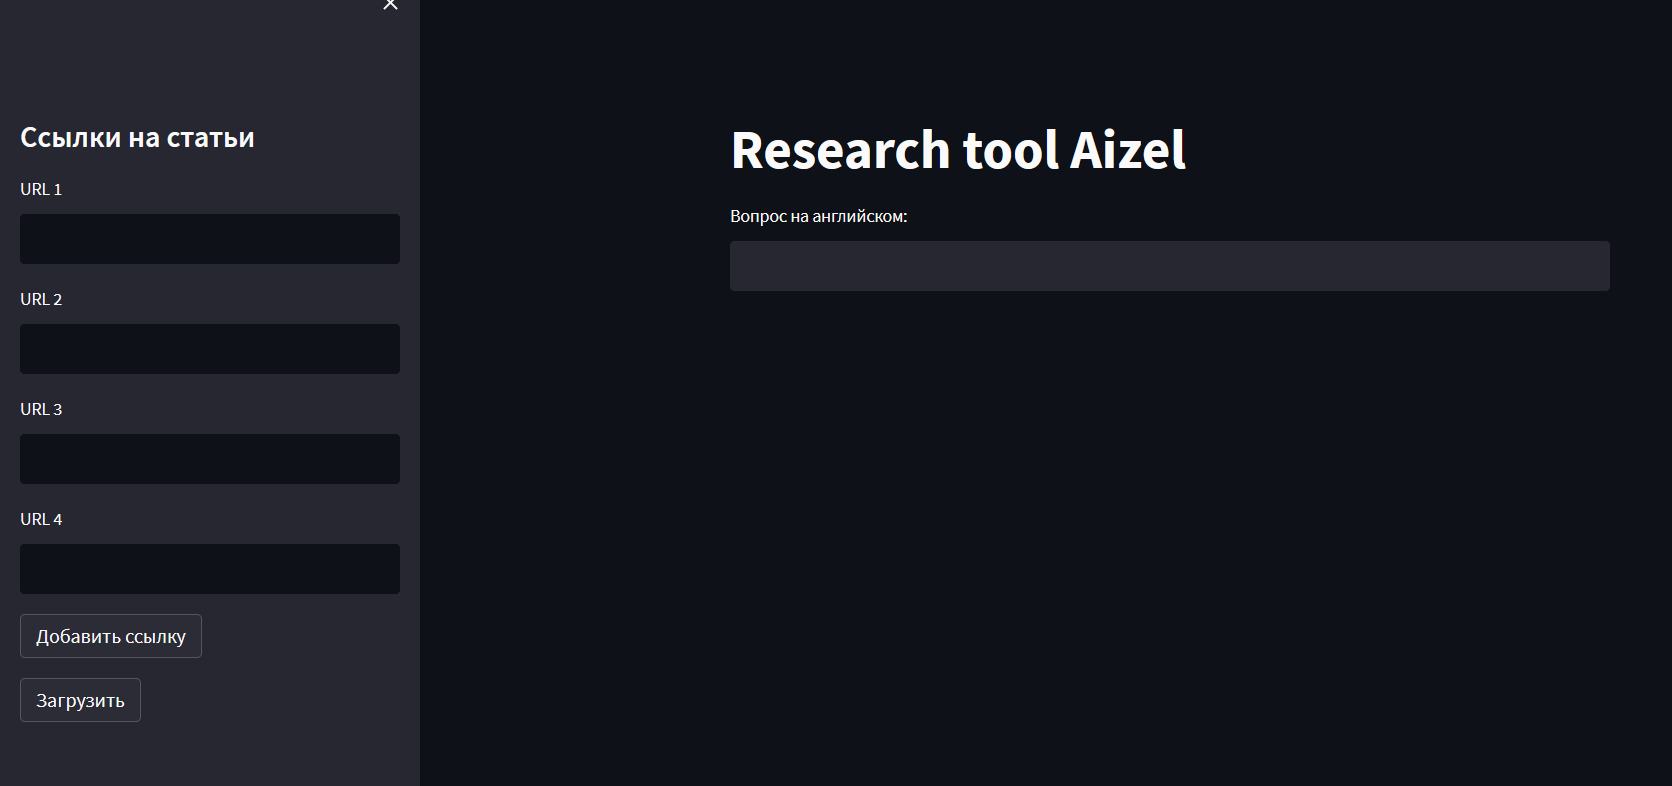 Ссылки на статьи
URL 1
URL 2
URL 3
URL 4
Добавить ссылку
Загрузить
Research tool Aizel
Вопрос на английском: